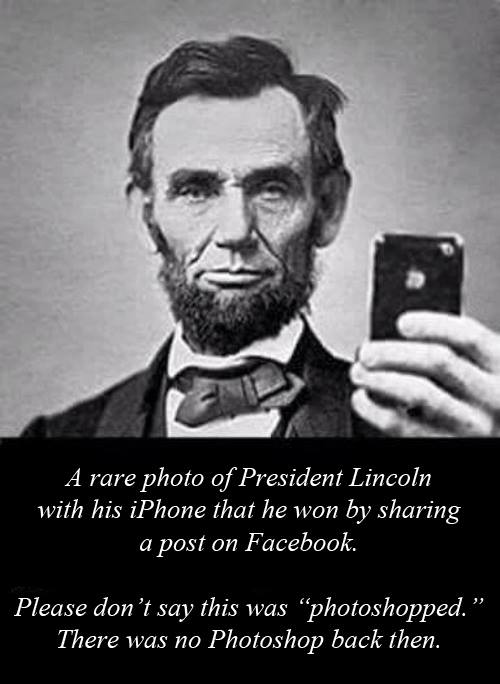 A rare photo of President Lincoln
with his iPhone that he won by sharing
a post on Facebook.
Please don’t say this was “photoshopped.”
There was no Photoshop back then.